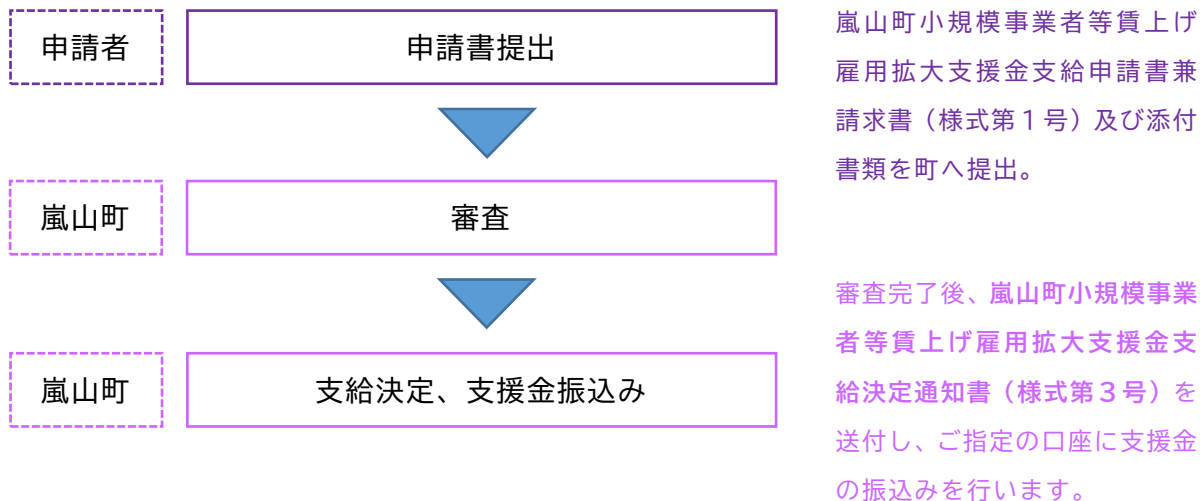 申請者
申請書提出
嵐山町小規模事業者等賃上げ
雇用拡大支援金支給申請書兼
請求書（様式第１号）及び添付
書類を町へ提出。
嵐山町
審査
嵐山町
支給決定、支援金振込み
審査完了後、嵐山町小規模事業
者等賃上げ雇用拡大支援金支
給決定通知書（様式第３号）を
送付し、ご指定の口座に支援金
の振込みを行います。